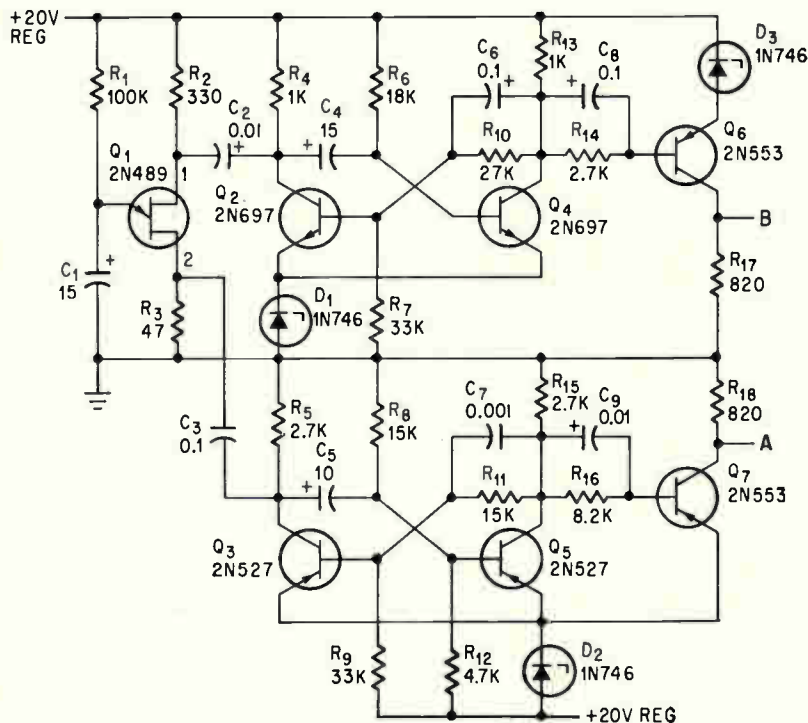 +20V
REG
R1
100K
R2
330
R4
1K
R6
18K
C6
0.1
+
R13
1K
C8
+ 0.1
D3
1N746
C2
0.01
+
C4
+ 15
Q1
2N489
1
2
Q2
2N697
R10
27K
R14
2.7K
Q4
2N697
Q6
2N553
B
C1
15
+
R3
47
D1
1N746
R7
33K
R17
820
C3
0.1
R5
2.7K
C5
+ 10
R8
15K
C7
0.001
R15
2.7K
C9
+ 0.01
R18
820
A
R11
15K
R16
8.2K
Q7
2N553
Q3
2N527
Q5
2N527
R9
33K
R12
4.7K
D2
1N746
+20V REG